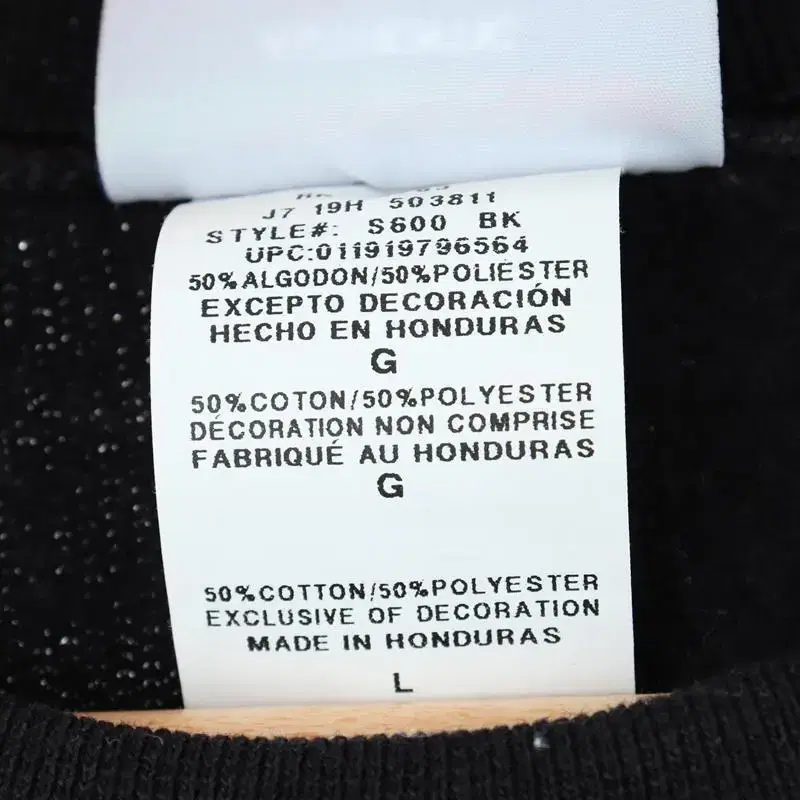 J7 19H 503811
STYLE#: S600 BK
UPC:011919796564
50%ALGODON/50%POLIÉSTER
EXCEPTO DECORACIÓN
HECHO EN HONDURAS
G
50%COTON/50%POLYESTER
DÉCORATION NON COMPRISE
FABRIQUÉ AU HONDURAS
G
50%COTTON/50%POLYESTER
EXCLUSIVE OF DECORATION
MADE IN HONDURAS
L